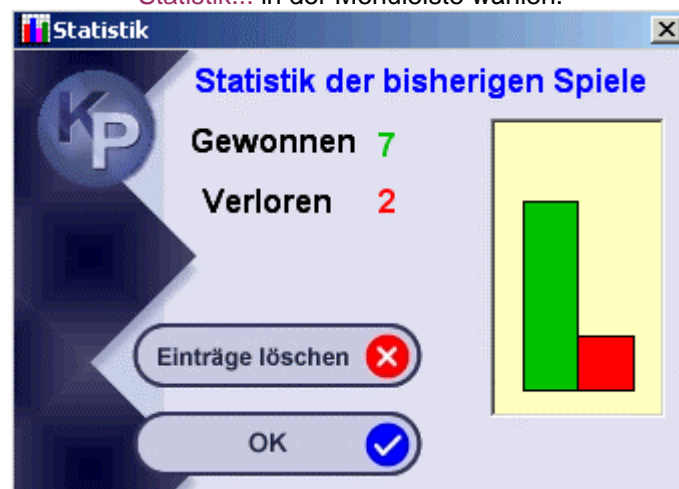 Statistik... in der Menüleiste wählen.
Statistik
Statistik der bisherigen Spiele
KP
Gewonnen 7
Verloren 2
Einträge löschen
OK